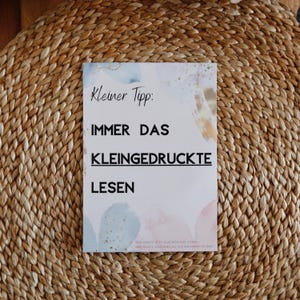 Kleiner Tipp:
IMMER DAS
KLEINGEDRUCKTE
LESEN